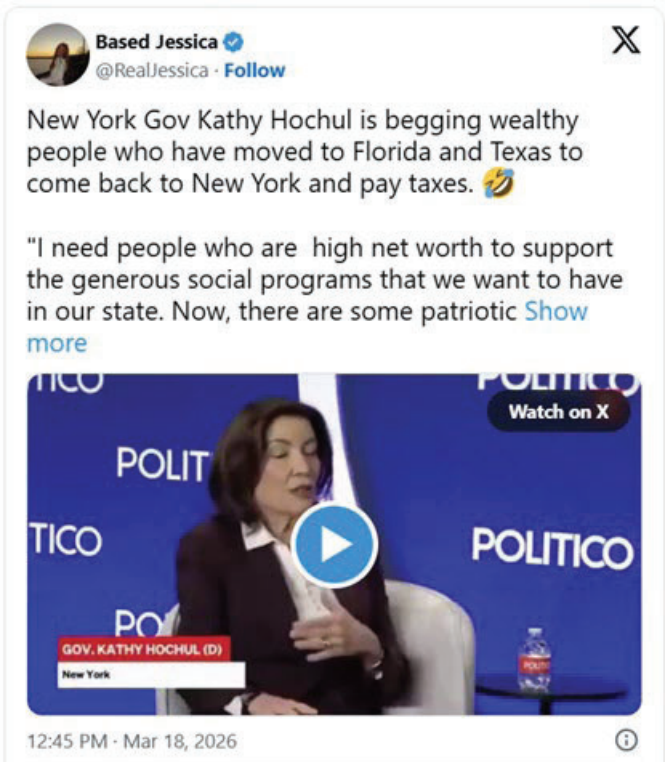 Based Jessica
@RealJessica · Follow
X
New York Gov Kathy Hochul is begging wealthy
people who have moved to Florida and Texas to
come back to New York and pay taxes. 🤣
"I need people who are high net worth to support
the generous social programs that we want to have
in our state. Now, there are some patriotic Show
more
TICO
POLITICO
Watch on X
POLIT
TICO
POLITICO
PO
GOV. KATHY HOCHUL (D)
New York
12:45 PM · Mar 18, 2026